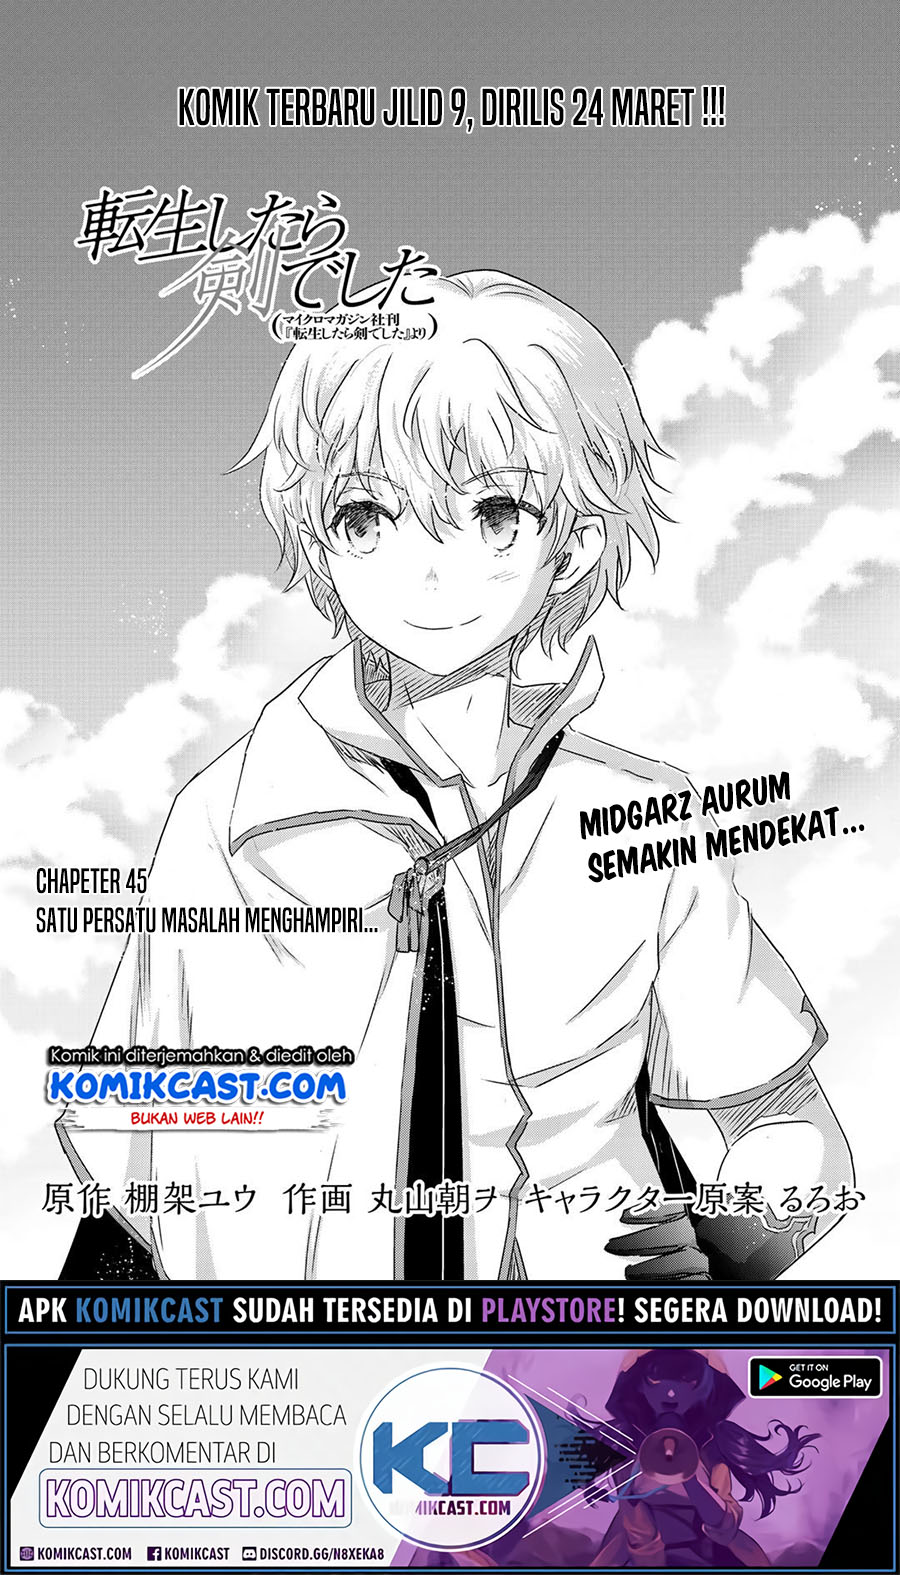 KOMIK TERBARU JILID 9, DIRILIS 24 MARET !!!
転生したら
剣でした
(マイクロマガジン社刊
『転生したら剣でした』より)
MIDGARZ AURUM
SEMAKIN MENDEKAT...
CHAPETER 45
SATU PERSATU MASALAH MENGHAMPIRI...
Komik ini diterjemahkan & diedit oleh
KOMIKCAST.COM
BUKAN WEB LAIN!!
原作 棚架ユウ 作画 丸山朝ヲ キャラクター原案 るろお
APK KOMIKCAST SUDAH TERSEDIA DI PLAYSTORE! SEGERA DOWNLOAD!
DUKUNG TERUS KAMI
DENGAN SELALU MEMBACA
DAN BERKOMENTAR DI
KOMIKCAST.COM
KC
KOMIKCAST.COM
GET IT ON
Google Play
KOMIKCAST.COM KOMIKCAST DISCORD.GG/N8XEKA8